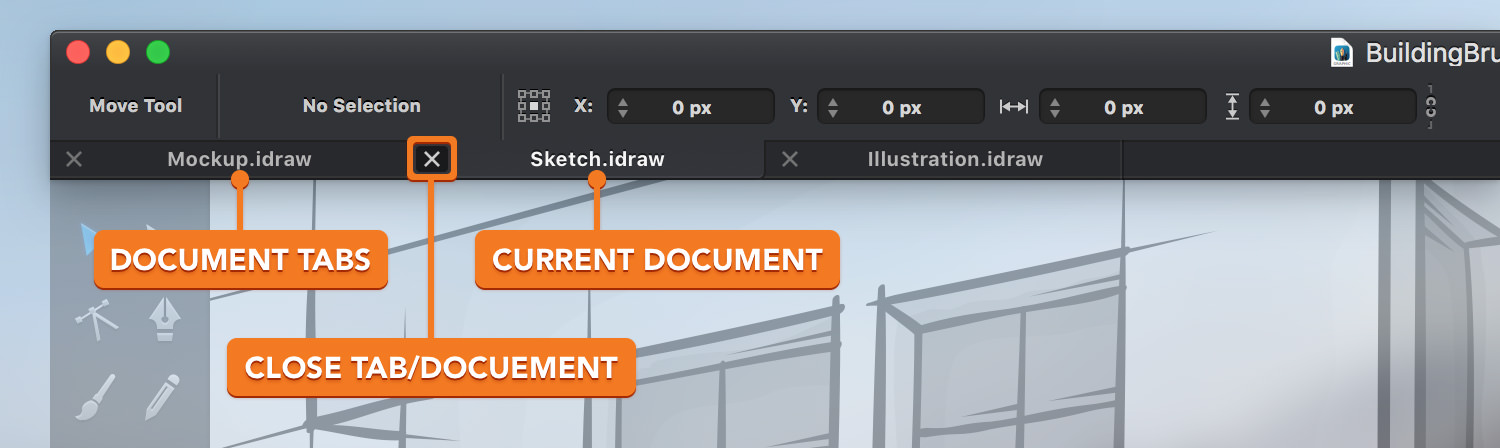 BuildingBru
Move Tool
No Selection
X: 0 px
Y: 0 px
0 px
0 px
Mockup.idraw
Sketch.idraw
Illustration.idraw
DOCUMENT TABS
CURRENT DOCUMENT
CLOSE TAB/DOCUEMENT